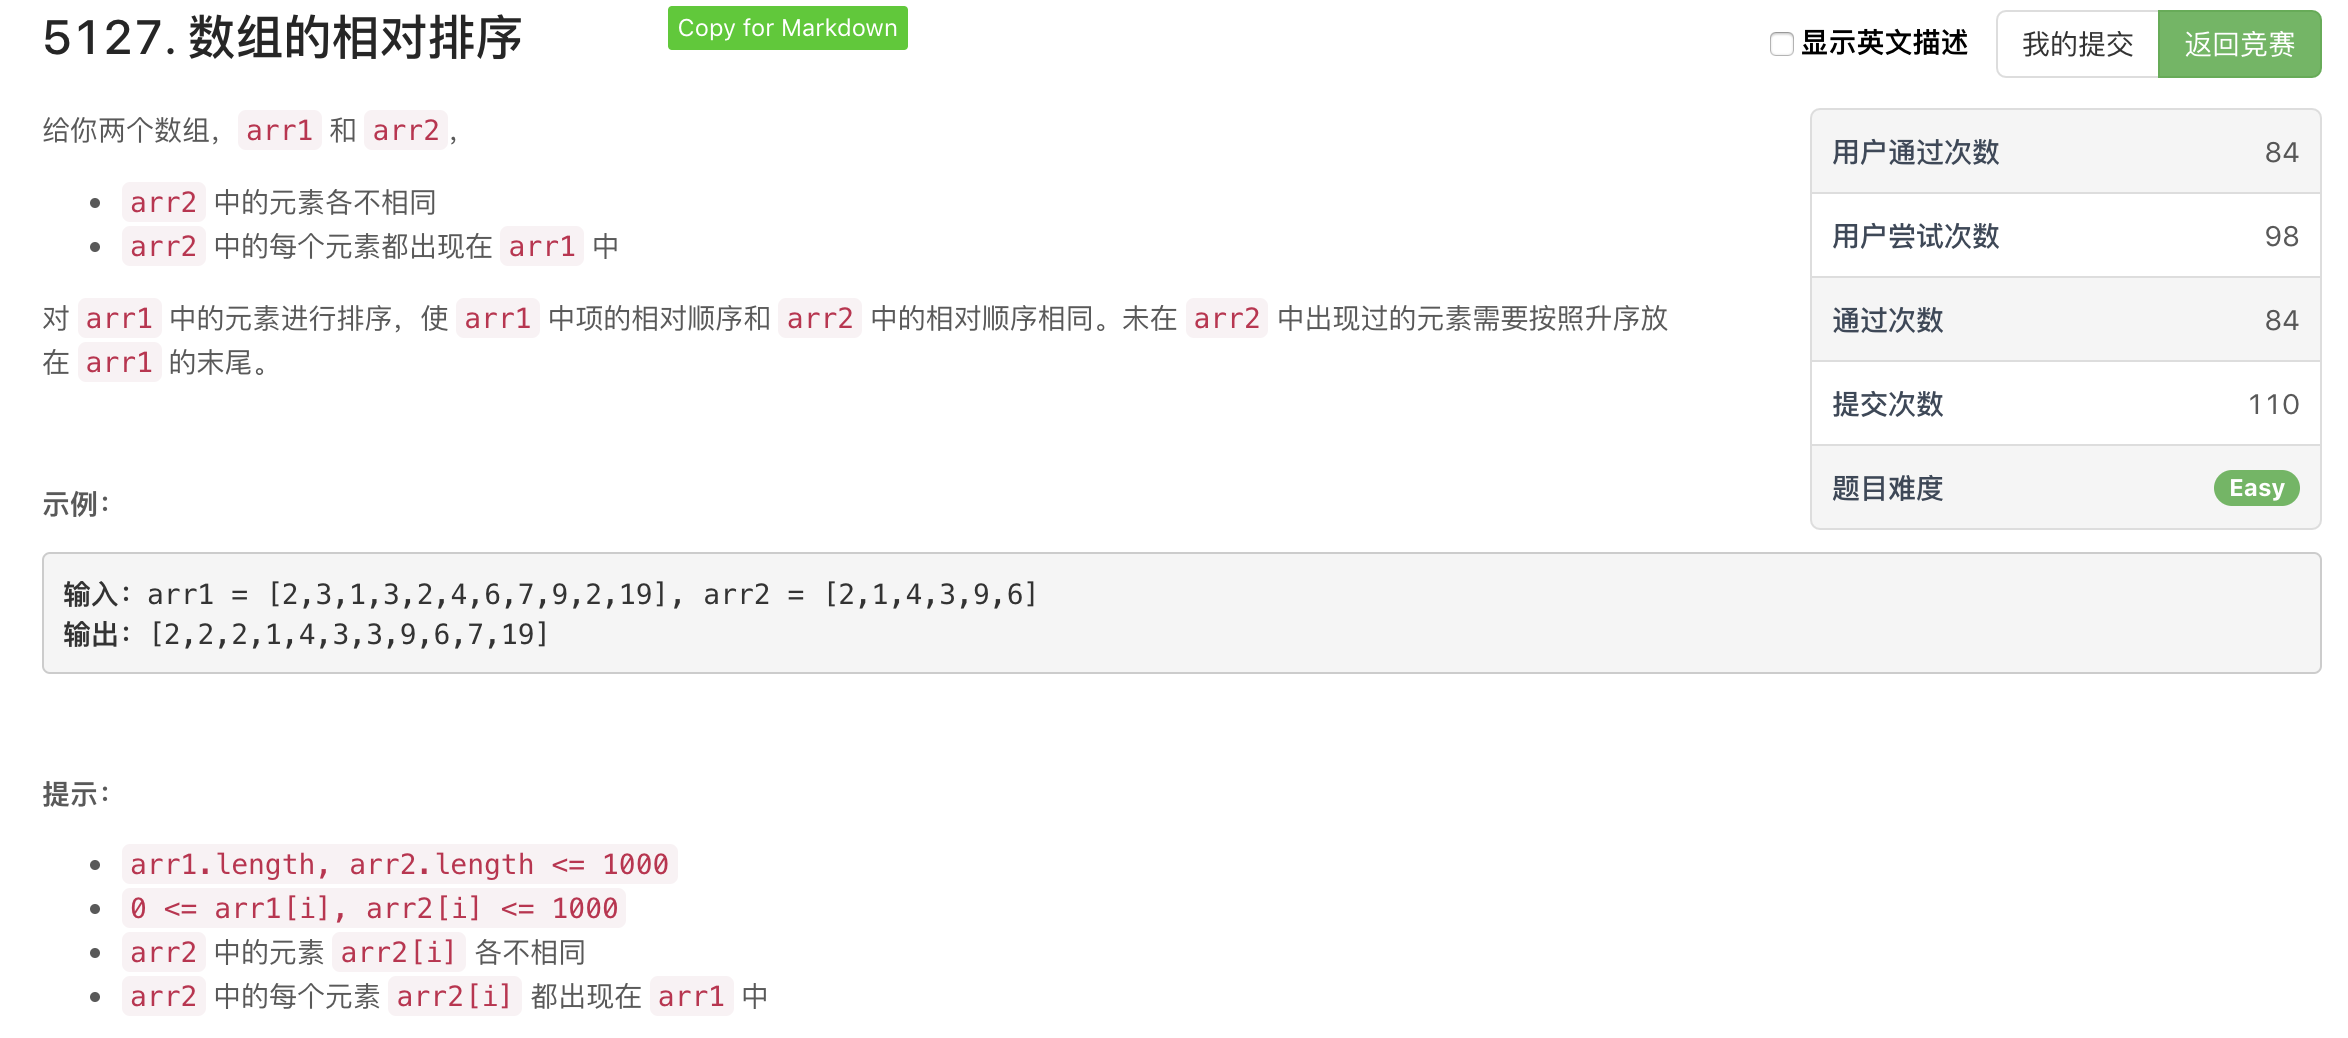 5127. 数组的相对排序
Copy for Markdown
显示英文描述
我的提交
返回竞赛
给你两个数组，arr1 和 arr2，
arr2 中的元素各不相同
arr2 中的每个元素都出现在 arr1 中
对 arr1 中的元素进行排序，使 arr1 中项的相对顺序和 arr2 中的相对顺序相同。未在 arr2 中出现过的元素需要按照升序放
在 arr1 的末尾。
用户通过次数 84
用户尝试次数 98
通过次数 84
提交次数 110
题目难度 Easy
示例：
输入：arr1 = [2,3,1,3,2,4,6,7,9,2,19], arr2 = [2,1,4,3,9,6]
输出：[2,2,2,1,4,3,3,9,6,7,19]
提示：
arr1.length, arr2.length <= 1000
0 <= arr1[i], arr2[i] <= 1000
arr2 中的元素 arr2[i] 各不相同
arr2 中的每个元素 arr2[i] 都出现在 arr1 中